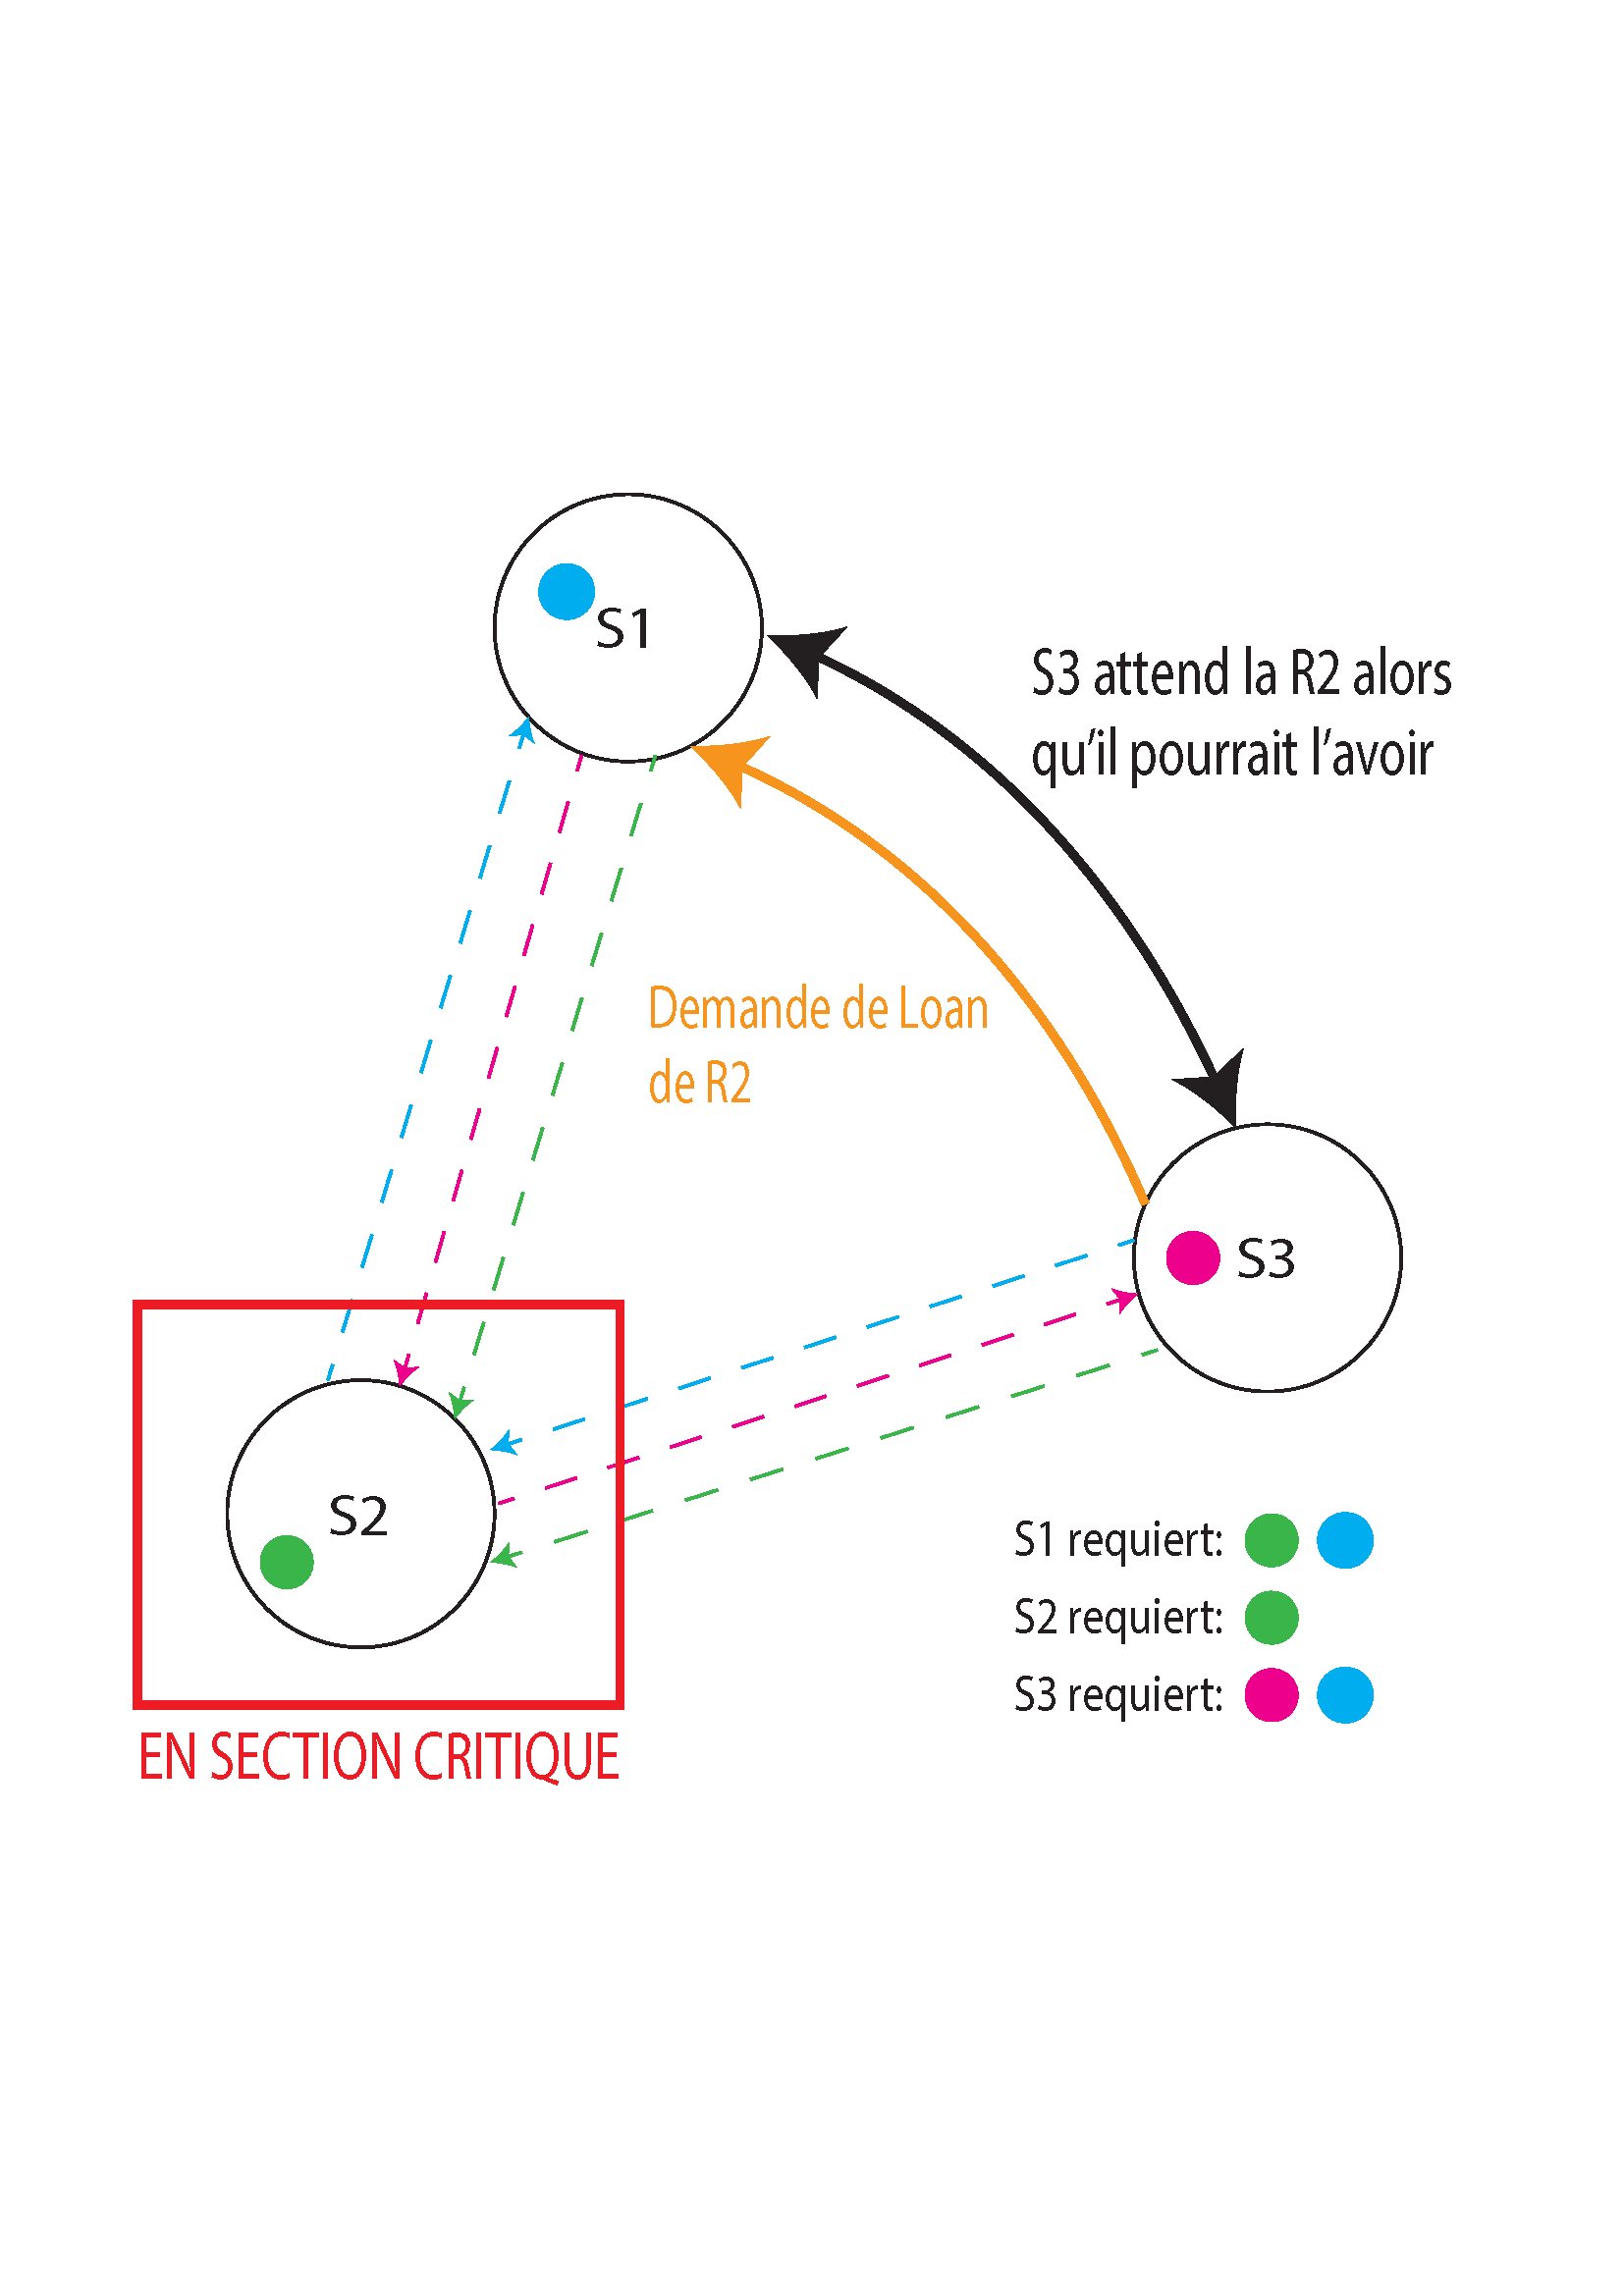 S1
S3 attend la R2 alors
qu’il pourrait l’avoir
Demande de Loan
de R2
S3
S2
S1 requiert:
S2 requiert:
S3 requiert:
EN SECTION CRITIQUE